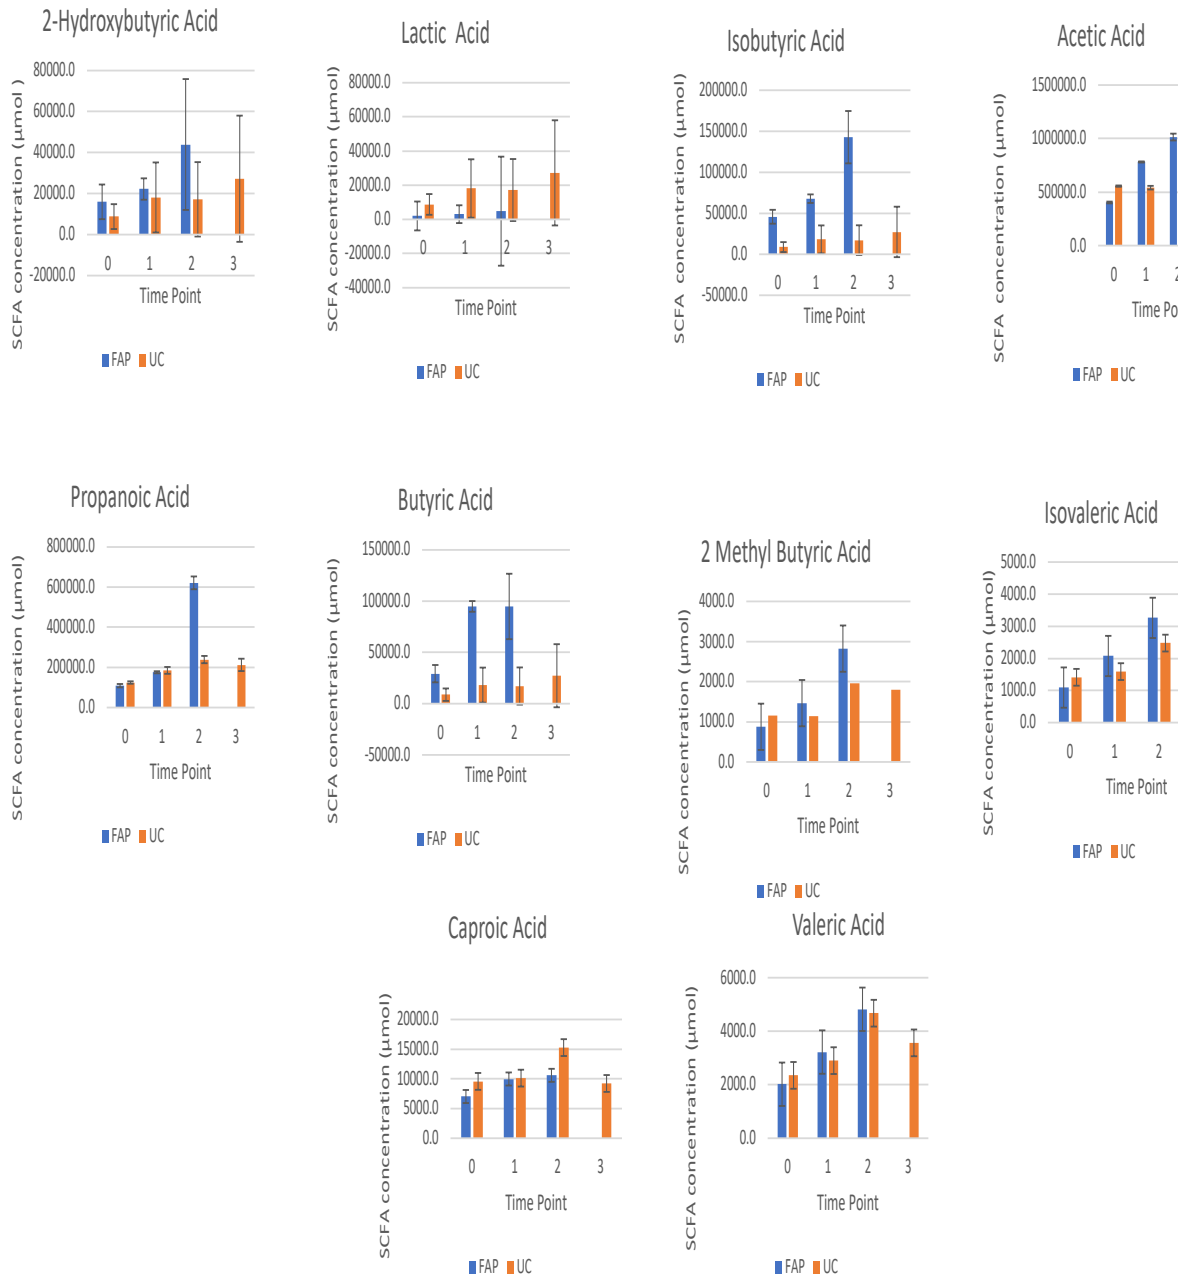 2-Hydroxybutyric Acid
SCFA concentration (µmol )
80000.0
60000.0
40000.0
20000.0
0.0
-20000.0
0 1 2 3
Time Point
FAP UC
Lactic Acid
SCFA concentration (µmol)
80000.0
60000.0
40000.0
20000.0
0.0
-20000.0
-40000.0
0 1 2 3
Time Point
FAP UC
Isobutyric Acid
SCFA concentration (µmol)
200000.0
150000.0
100000.0
50000.0
0.0
-50000.0
0 1 2 3
Time Point
FAP UC
Acetic Acid
SCFA concentration (µmol)
1500000.0
1000000.0
500000.0
0.0
0 1 2
Time Po
FAP UC
Propanoic Acid
SCFA concentration (µmol)
800000.0
600000.0
400000.0
200000.0
0.0
0 1 2 3
Time Point
FAP UC
Butyric Acid
SCFA concentration (µmol)
150000.0
100000.0
50000.0
0.0
-50000.0
0 1 2 3
Time Point
FAP UC
2 Methyl Butyric Acid
SCFA concentration (µmol)
4000.0
3000.0
2000.0
1000.0
0.0
0 1 2 3
Time Point
FAP UC
Isovaleric Acid
SCFA concentration (µmol)
5000.0
4000.0
3000.0
2000.0
1000.0
0.0
0 1 2
Time Point
FAP UC
Caproic Acid
SCFA concentration (µmol)
20000.0
15000.0
10000.0
5000.0
0.0
0 1 2 3
Time Point
FAP UC
Valeric Acid
SCFA concentration (µmol)
6000.0
4000.0
2000.0
0.0
0 1 2 3
Time Point
FAP UC